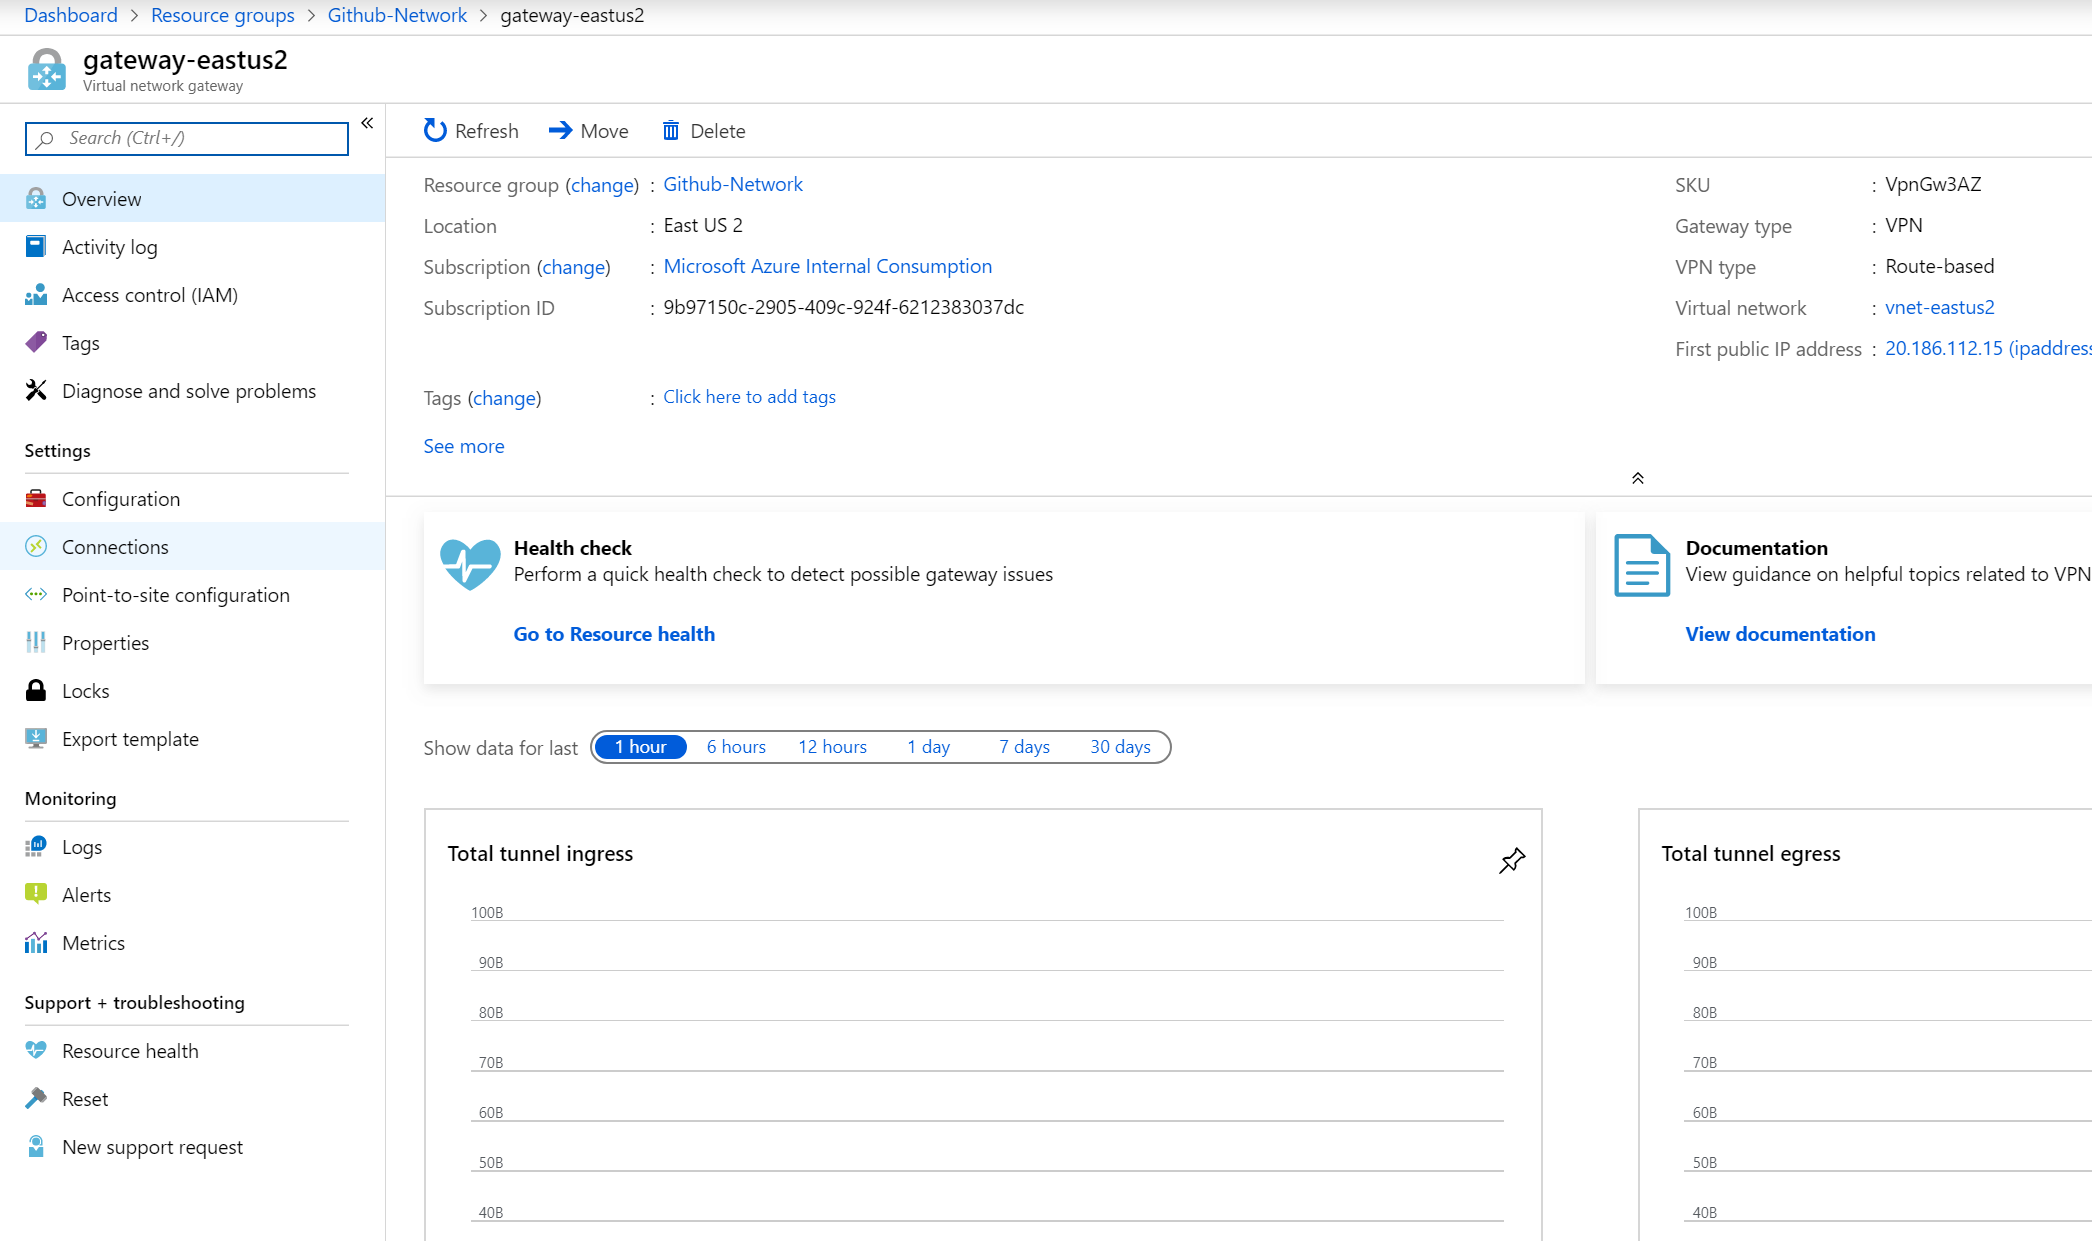 Dashboard > Resource groups > Github-Network > gateway-eastus2
gateway-eastus2
Virtual network gateway
Search (Ctrl+/)
«
Overview
Activity log
Access control (IAM)
Tags
Diagnose and solve problems
Settings
Configuration
Connections
Point-to-site configuration
Properties
Locks
Export template
Monitoring
Logs
Alerts
Metrics
Support + troubleshooting
Resource health
Reset
New support request
Refresh Move Delete
Resource group (change) : Github-Network
Location : East US 2
Subscription (change) : Microsoft Azure Internal Consumption
Subscription ID : 9b97150c-2905-409c-924f-6212383037dc
Tags (change) : Click here to add tags
See more
SKU : VpnGw3AZ
Gateway type : VPN
VPN type : Route-based
Virtual network : vnet-eastus2
First public IP address : 20.186.112.15 (ipaddress
Health check
Perform a quick health check to detect possible gateway issues
Go to Resource health
Documentation
View guidance on helpful topics related to VPN
View documentation
Show data for last 1 hour 6 hours 12 hours 1 day 7 days 30 days
Total tunnel ingress
100B
90B
80B
70B
60B
50B
40B
Total tunnel egress
100B
90B
80B
70B
60B
50B
40B